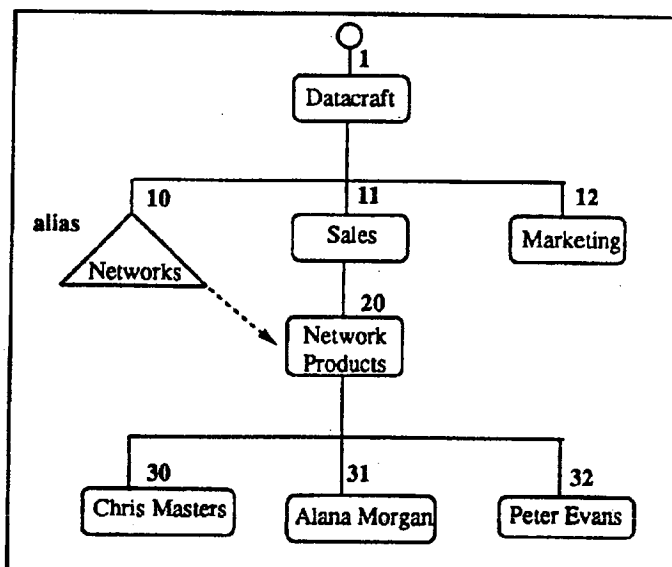 1
Datacraft
10
11
12
alias
Networks
Sales
Marketing
20
Network
Products
30
31
32
Chris Masters
Alana Morgan
Peter Evans